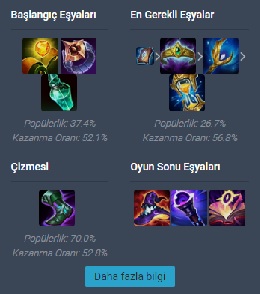 Başlangıç Eşyaları
En Gerekli Eşyalar
Popülerlik: 37.4%
Kazanma Oranı: 52.1%
Popülerlik: 26.7%
Kazanma Oranı: 56.8%
Çizmesi
Oyun Sonu Eşyaları
Popülerlik: 70.0%
Kazanma Oranı: 52.0%
Daha fazla bilgi